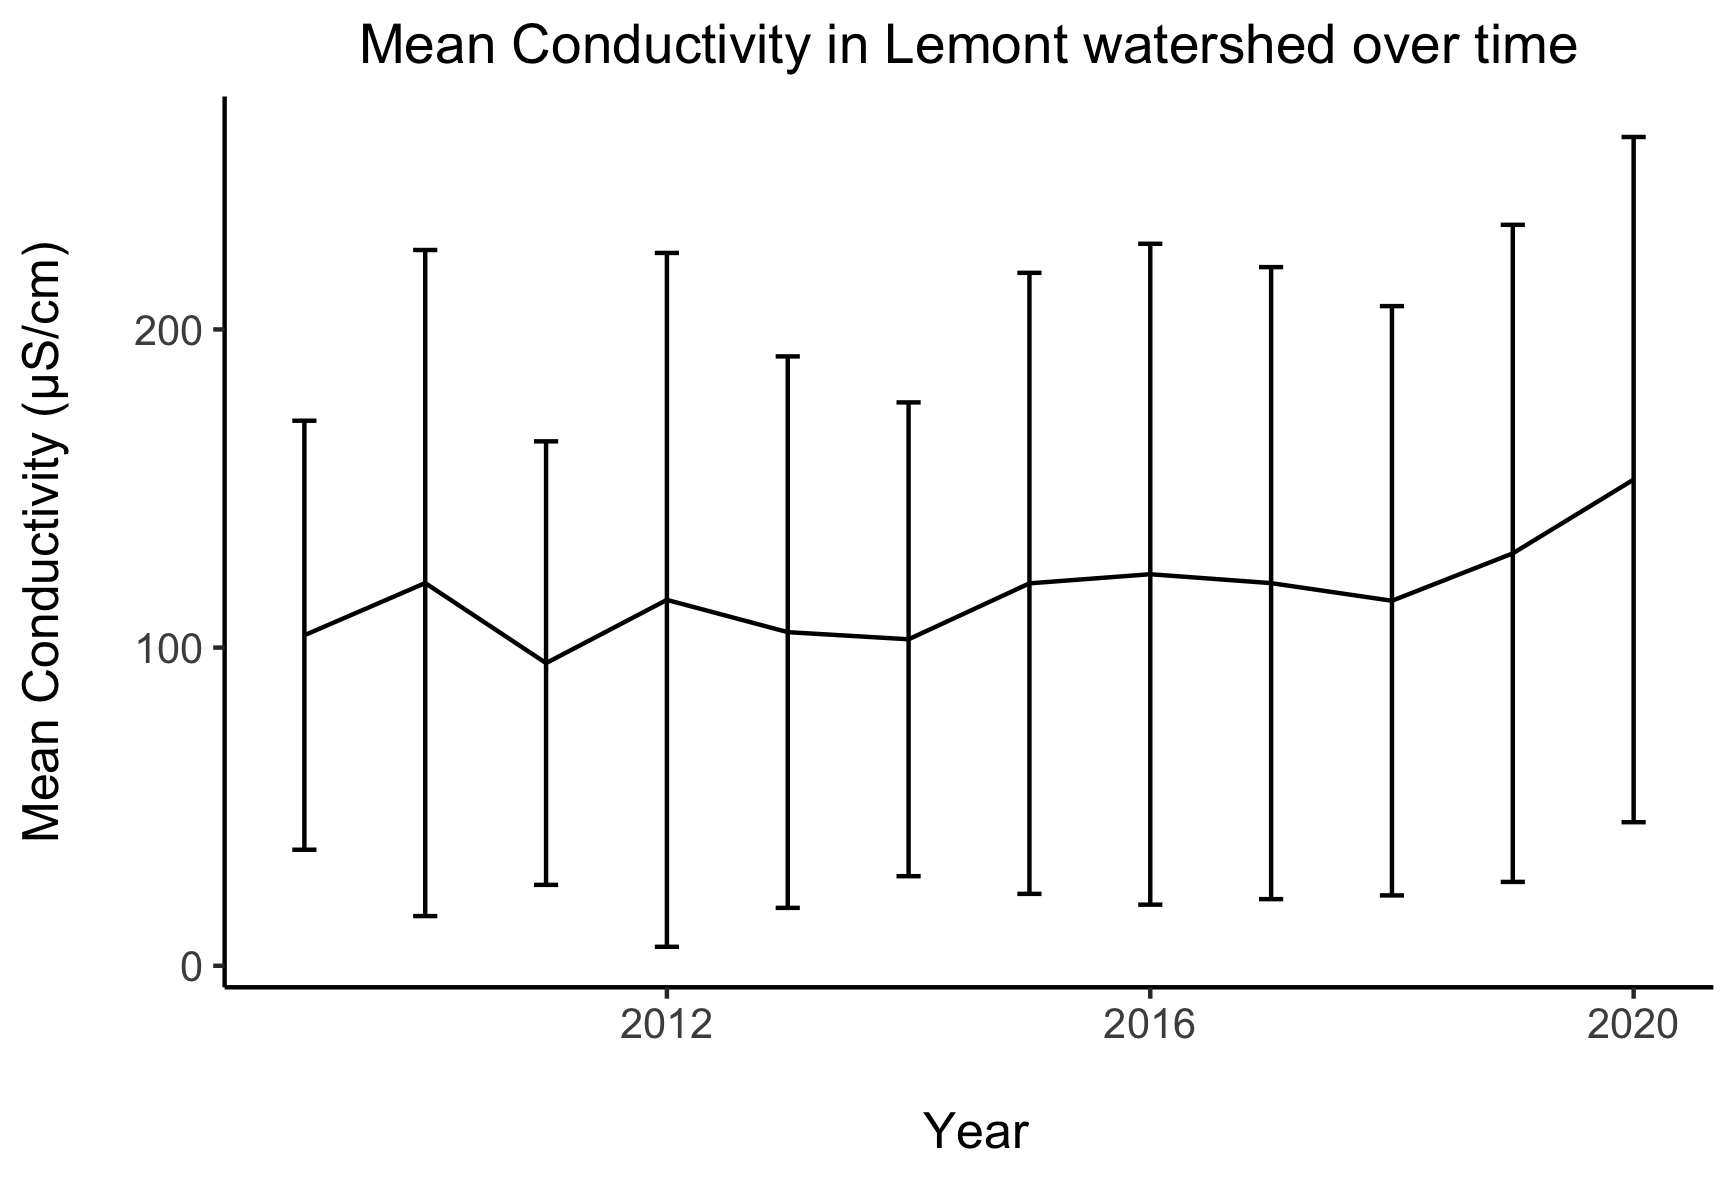 Mean Conductivity in Lemont watershed over time
Mean Conductivity (µS/cm)
200
100
0
2012 2016 2020
Year